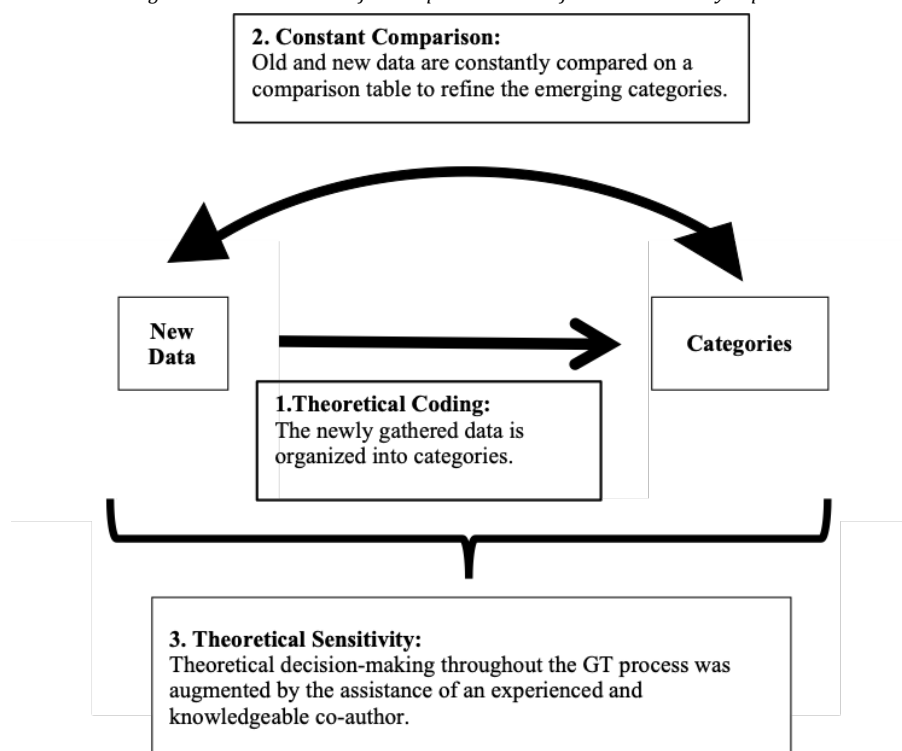 2. Constant Comparison:
Old and new data are constantly compared on a
comparison table to refine the emerging categories.
New
Data
Categories
1.Theoretical Coding:
The newly gathered data is
organized into categories.
3. Theoretical Sensitivity:
Theoretical decision-making throughout the GT process was
augmented by the assistance of an experienced and
knowledgeable co-author.